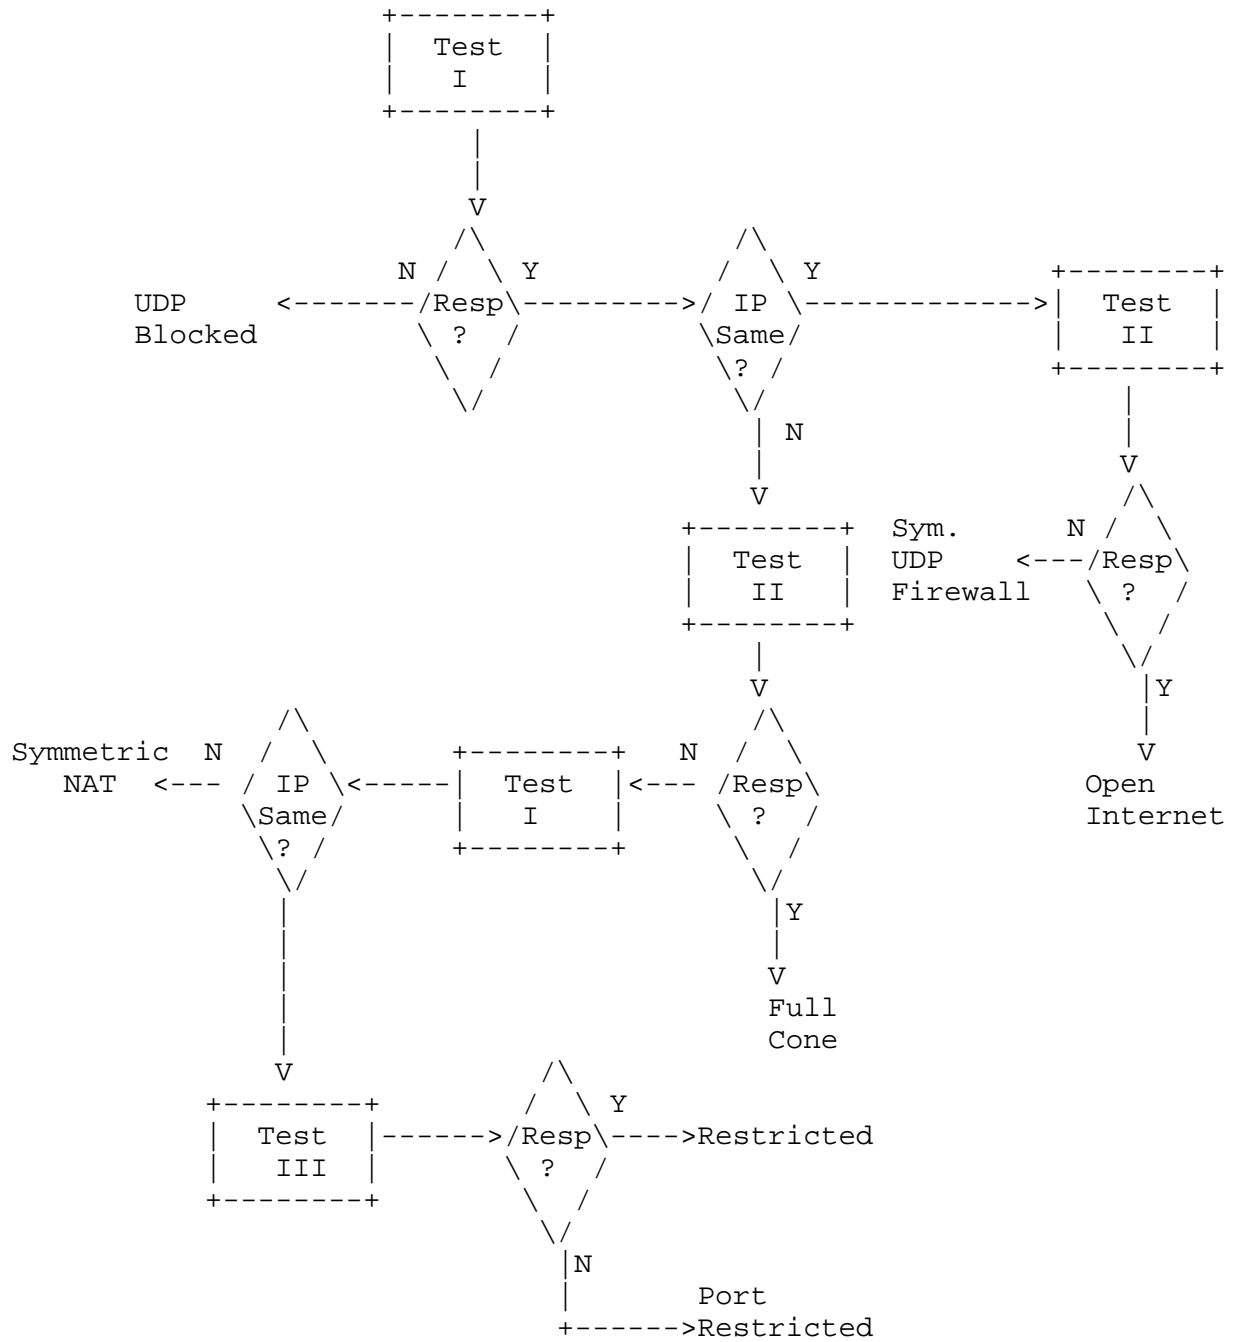 +--------+
|  Test  |
|   I    |
+--------+
     |
     |
     V
    /\              /\
 N /  \ Y          /  \ Y             +--------+
UDP     <-------/Resp\--------->/ IP \------------->|  Test  |
Blocked         \ ?  /          \Same/              |   II   |
                 \  /            \? /               +--------+
                  \/              \/                    |
                                  | N                   |
                                  |                     V
                                  V                     /\
                              +--------+  Sym.      N /  \
                              |  Test  |  UDP    <---/Resp\
                              |   II   |  Firewall   \ ?  /
                              +--------+              \  /
                                  |                    \/
                                  V                     |Y
                /\                /\                    |
Symmetric  N  /  \   +--------+  N /  \                 V
   NAT  <--- / IP \<-----|  Test  |<--- /Resp\          Open
             \Same/      |   I    |     \ ?  /          Internet
              \? /       +--------+      \  /
               \/                         \/
               |                          |Y
               |                          |
               |                          V
               |                          Full
               |                          Cone
               V                /\
           +--------+          /  \ Y
           |  Test  |------>/Resp\---->Restricted
           |   III  |       \ ?  /
           +--------+        \  /
                              \/
                               |N
                               |       Port
                               +------>Restricted